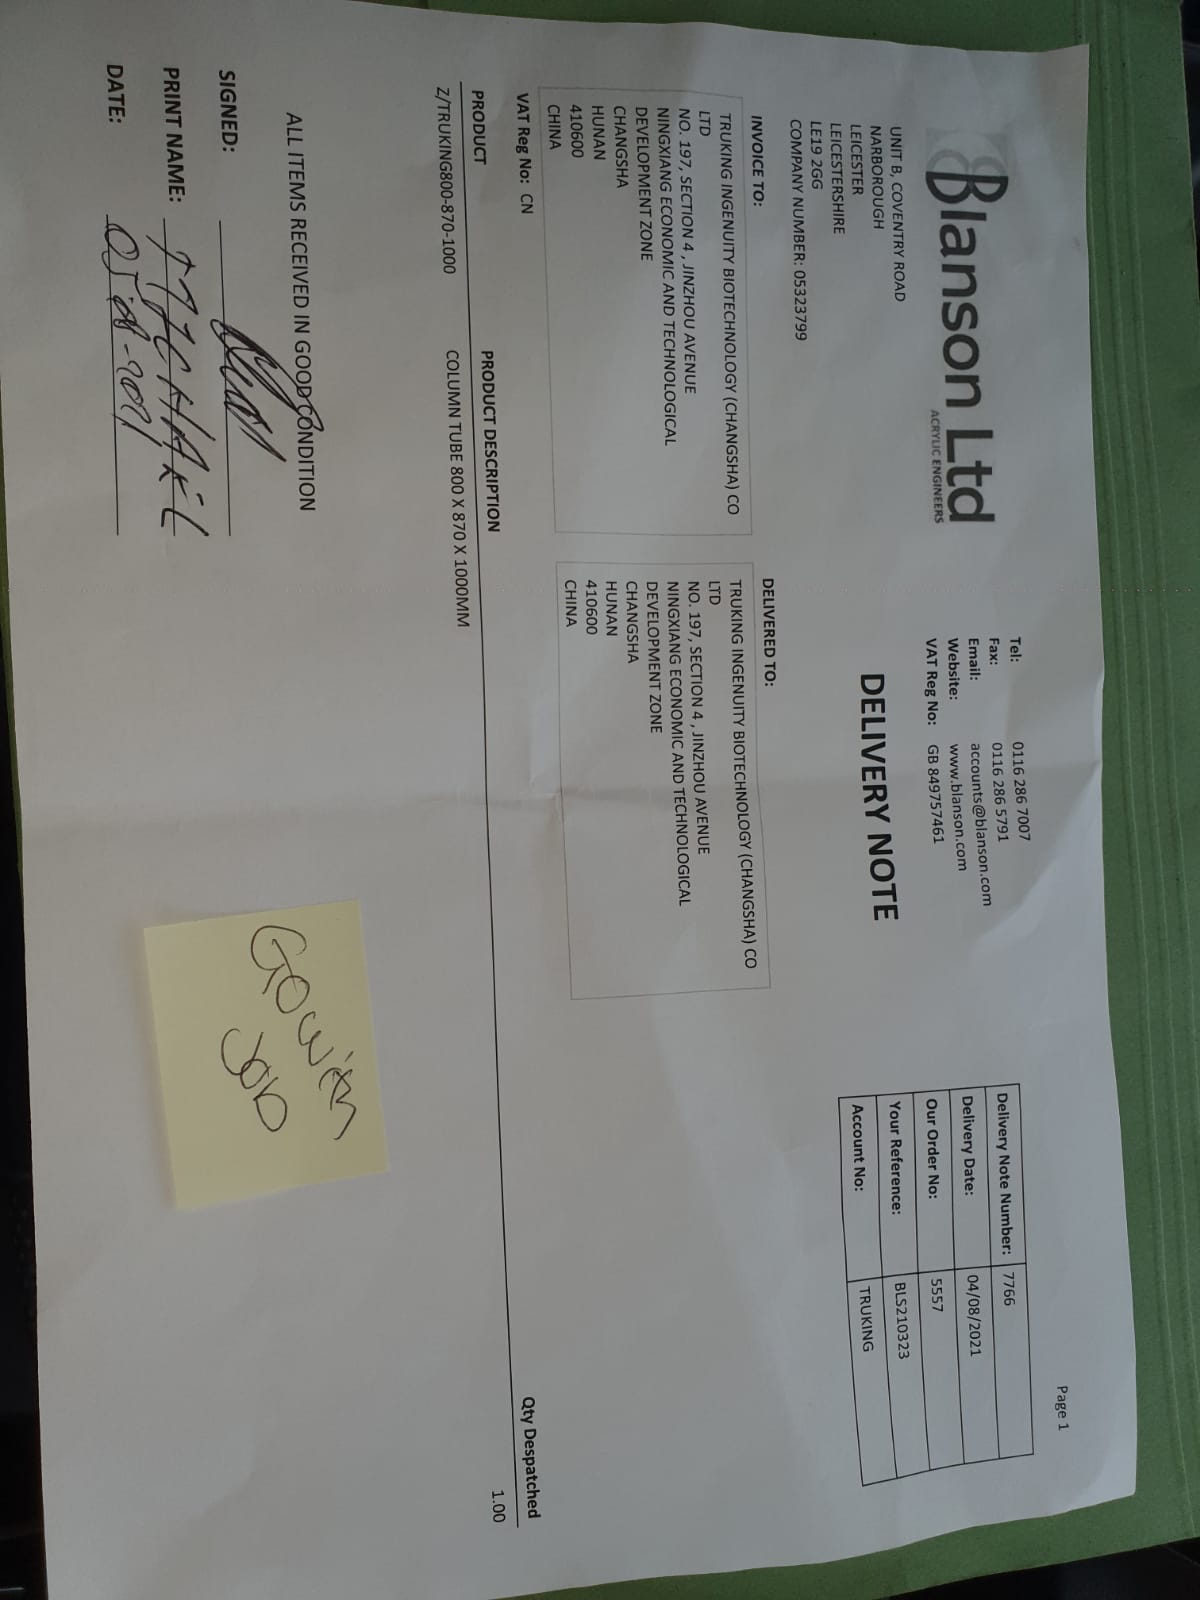 Page 1
Blanson Ltd
ACRYLIC ENGINEERS
UNIT B, COVENTRY ROAD
NARBOROUGH
LEICESTER
LEICESTERSHIRE
LE19 2GG
COMPANY NUMBER: 05323799
Tel: 0116 286 7007
Fax: 0116 286 5791
Email: accounts@blanson.com
Website: www.blanson.com
VAT Reg No: GB 849757461
DELIVERY NOTE
Delivery Note Number: 7766
Delivery Date: 04/08/2021
Our Order No: 5557
Your Reference: BLS210323
Account No: TRUKING
INVOICE TO:
TRUKING INGENUITY BIOTECHNOLOGY (CHANGSHA) CO
LTD
NO. 197, SECTION 4 , JINZHOU AVENUE
NINGXIANG ECONOMIC AND TECHNOLOGICAL
DEVELOPMENT ZONE
CHANGSHA
HUNAN
410600
CHINA
DELIVERED TO:
TRUKING INGENUITY BIOTECHNOLOGY (CHANGSHA) CO
LTD
NO. 197, SECTION 4 , JINZHOU AVENUE
NINGXIANG ECONOMIC AND TECHNOLOGICAL
DEVELOPMENT ZONE
CHANGSHA
HUNAN
410600
CHINA
VAT Reg No: CN
PRODUCT PRODUCT DESCRIPTION Qty Despatched
Z/TRUKING800-870-1000 COLUMN TUBE 800 X 870 X 1000MM 1.00
ALL ITEMS RECEIVED IN GOOD CONDITION
SIGNED:
PRINT NAME:
DATE: 05-08-2021
JOB